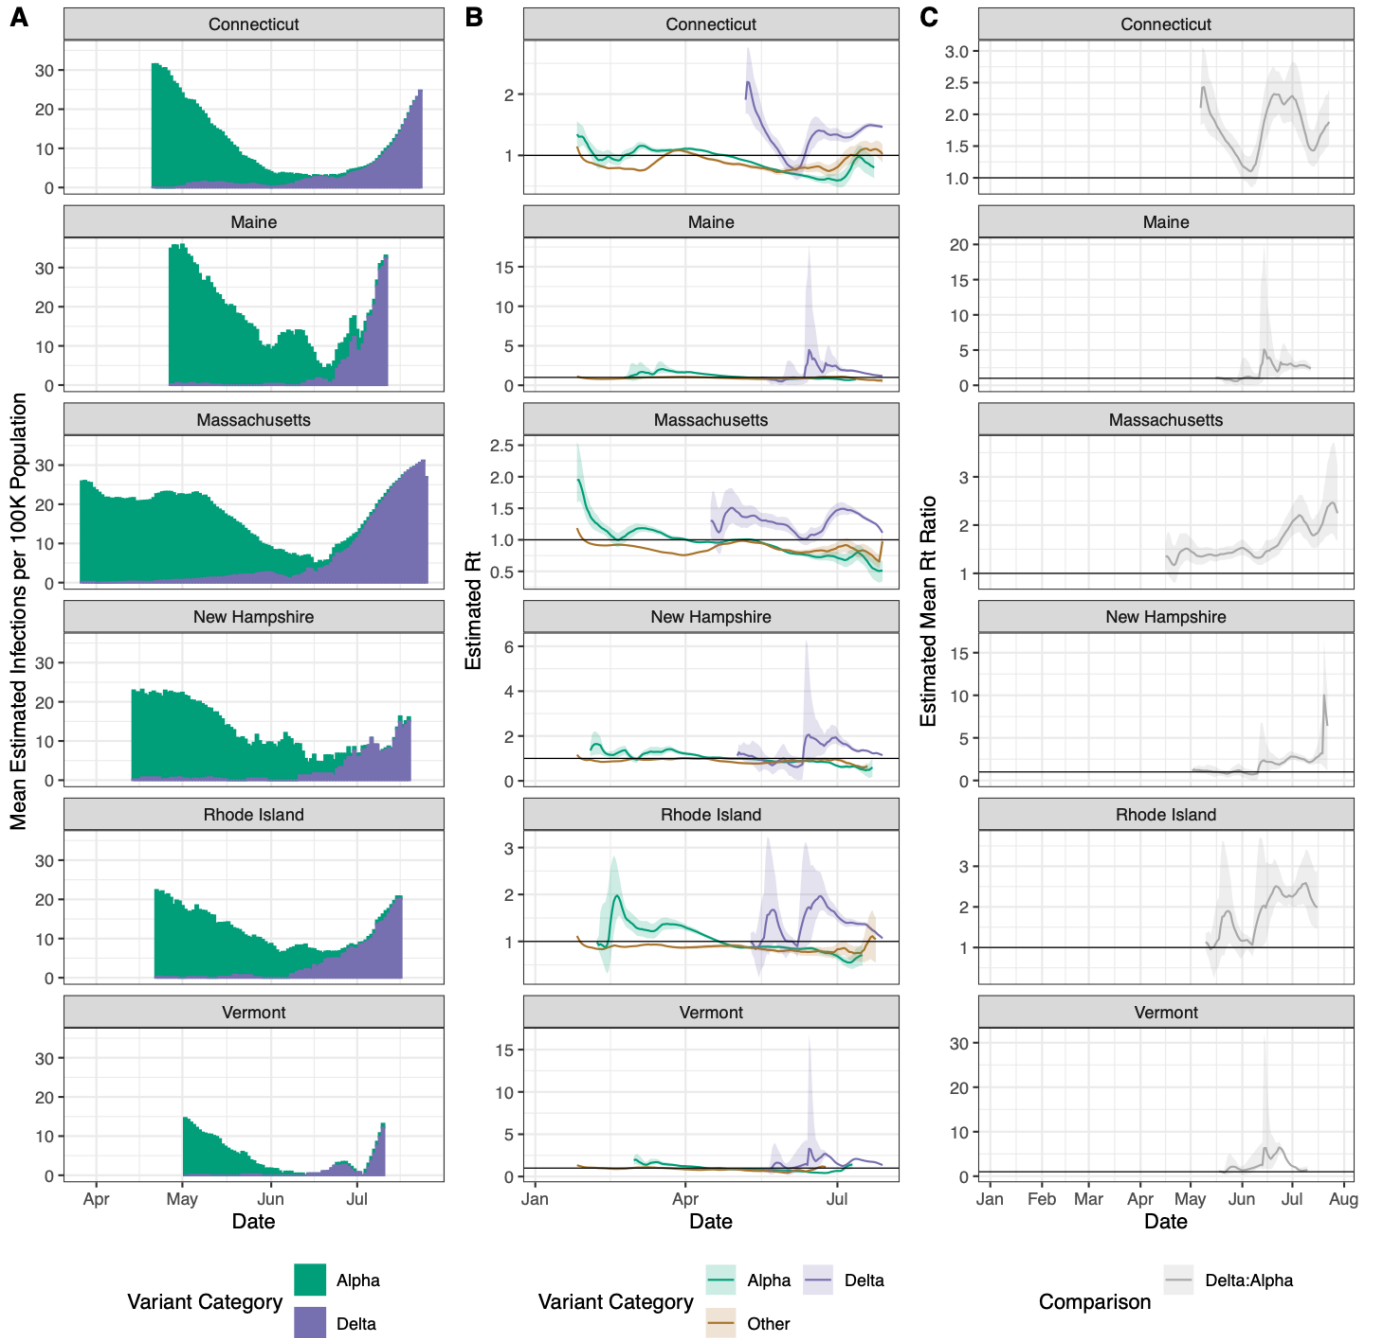 A
B
C
Connecticut
Connecticut
Connecticut
30
20
10
0
2
1
3.0
2.5
2.0
1.5
1.0
Maine
Maine
Maine
30
20
10
0
15
10
5
0
20
15
10
5
0
Massachusetts
Massachusetts
Massachusetts
30
20
10
0
2.5
2.0
1.5
1.0
0.5
3
2
1
New Hampshire
New Hampshire
New Hampshire
30
20
10
0
6
4
2
0
15
10
5
0
Rhode Island
Rhode Island
Rhode Island
30
20
10
0
3
2
1
3
2
1
Vermont
Vermont
Vermont
30
20
10
0
15
10
5
0
30
20
10
0
Mean Estimated Infections per 100K Population
Estimated Rt
Estimated Mean Rt Ratio
Apr May Jun Jul
Jan Apr Jul
Jan Feb Mar Apr May Jun Jul Aug
Date
Date
Date
Variant Category
Alpha
Delta
Variant Category
Alpha
Delta
Other
Comparison
Delta:Alpha